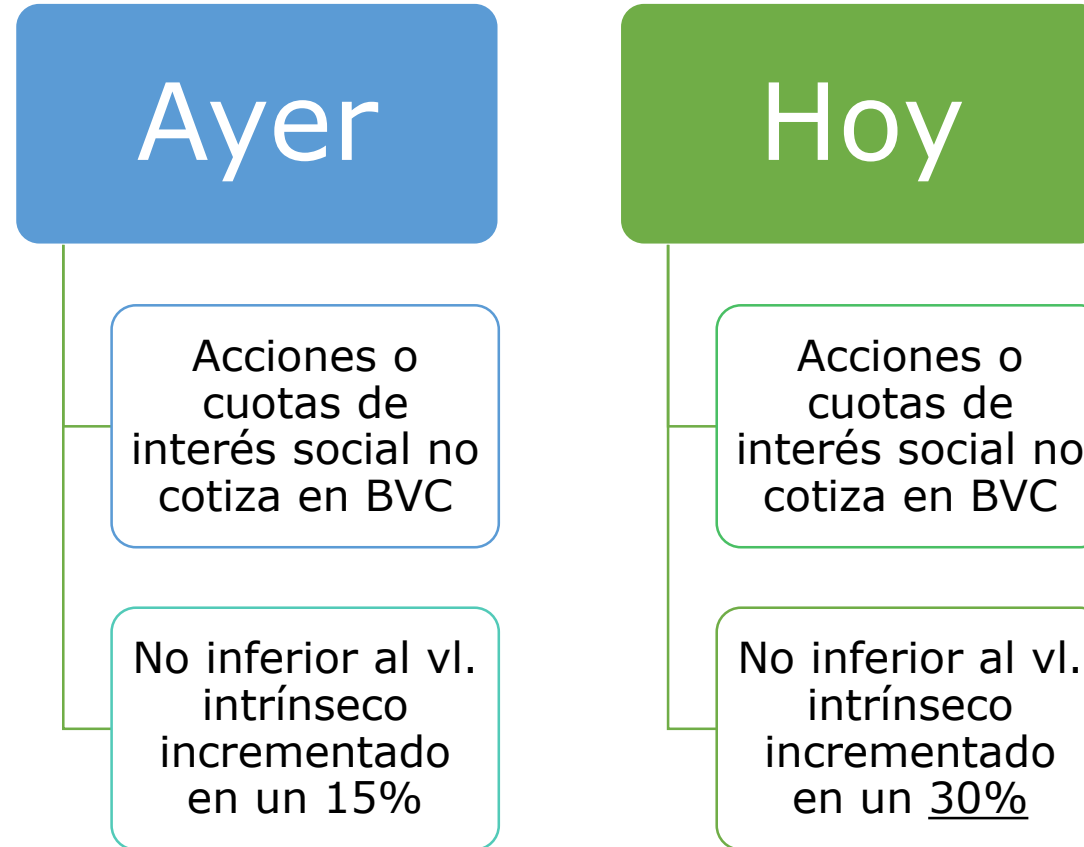 Ayer
Acciones o
cuotas de
interés social no
cotiza en BVC
No inferior al vl.
intrínseco
incrementado
en un 15%
Hoy
Acciones o
cuotas de
interés social no
cotiza en BVC
No inferior al vl.
intrínseco
incrementado
en un 30%